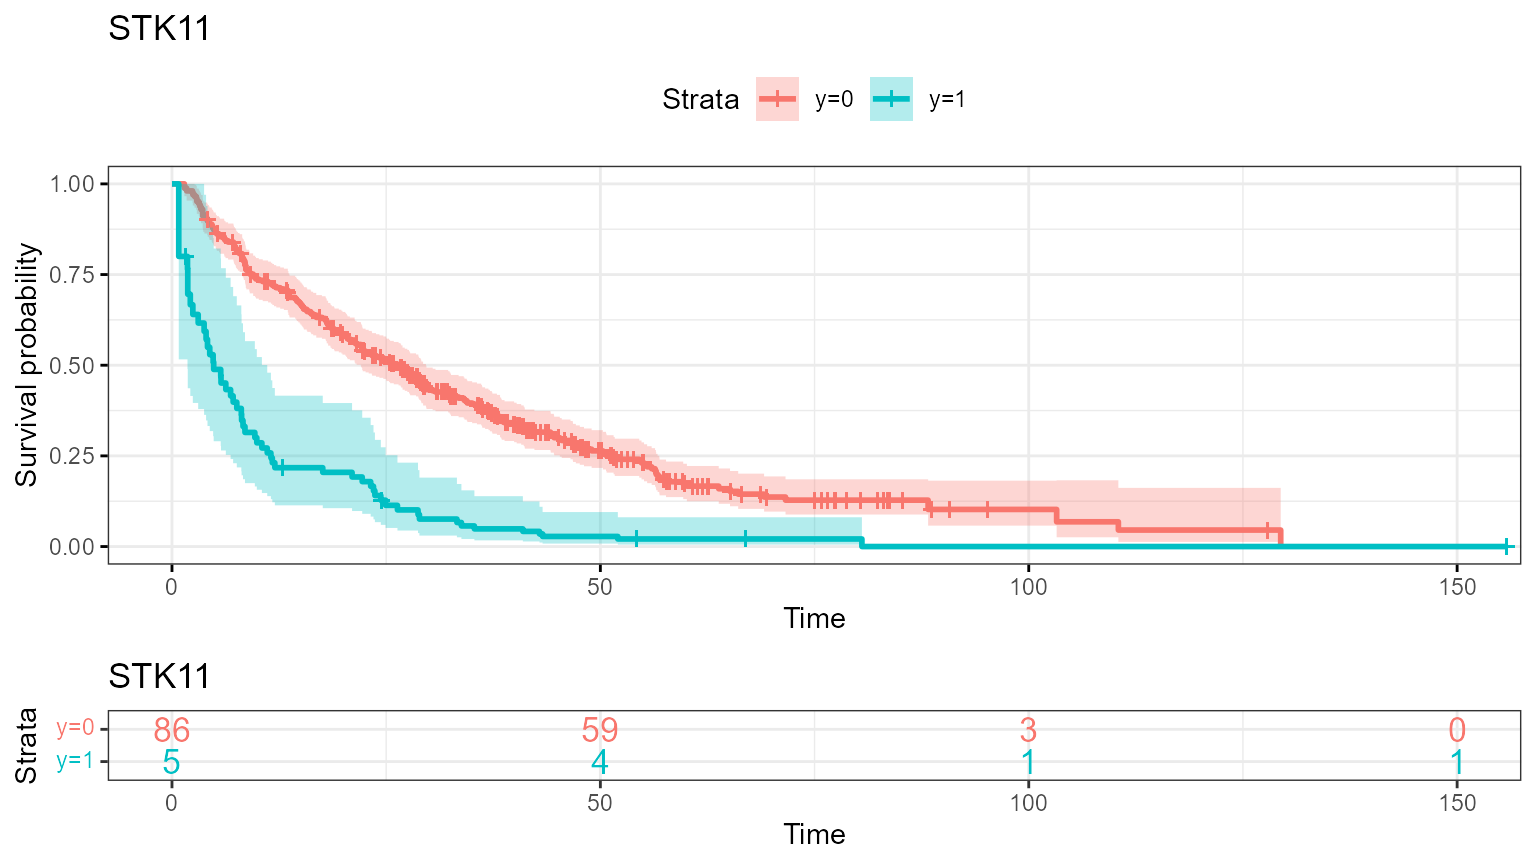 STK11
Strata y=0 y=1
Survival probability
1.00
0.75
0.50
0.25
0.00
0 50 100 150
Time
STK11
Strata
y=0 86 59 3 0
y=1 5 4 1 1
0 50 100 150
Time